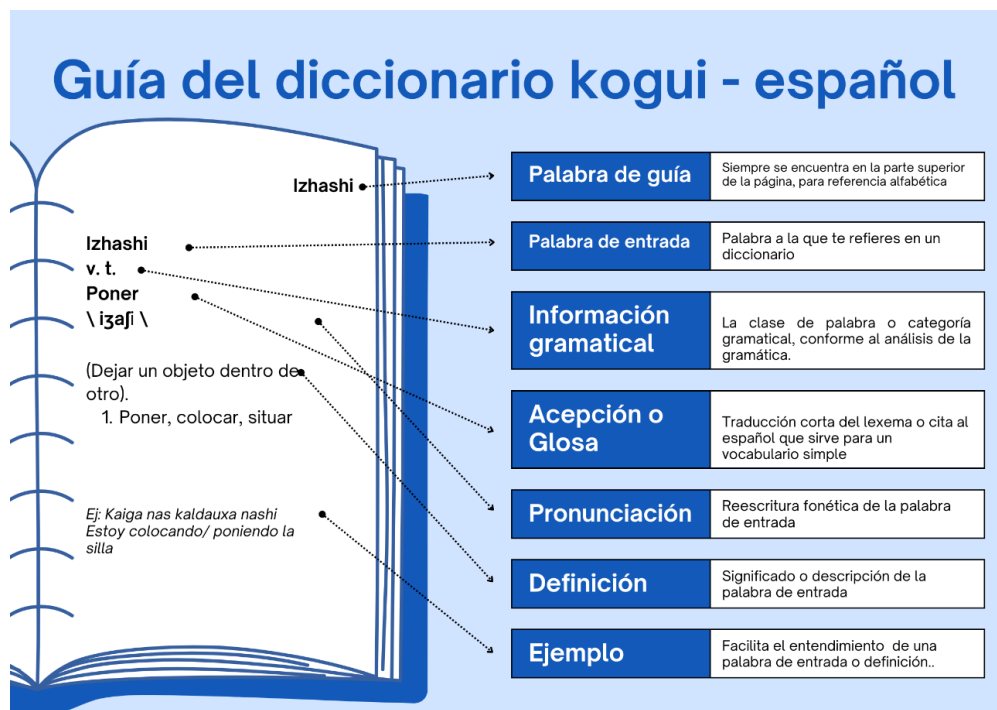 Guía del diccionario kogui - español
Izhashi
Izhashi
v. t.
Poner
\ iʒaʃi \
(Dejar un objeto dentro de
otro).
1. Poner, colocar, situar
Ej: Kaiga nas kaldauxa nashi
Estoy colocando/ poniendo la
silla
Palabra de guía
Siempre se encuentra en la parte superior
de la página, para referencia alfabética
Palabra de entrada
Palabra a la que te refieres en un
diccionario
Información
gramatical
La clase de palabra o categoría
gramatical, conforme al análisis de la
gramática.
Acepción o
Glosa
Traducción corta del lexema o cita al
español que sirve para un
vocabulario simple
Pronunciación
Reescritura fonética de la palabra
de entrada
Definición
Significado o descripción de la
palabra de entrada
Ejemplo
Facilita el entendimiento de una
palabra de entrada o definición..